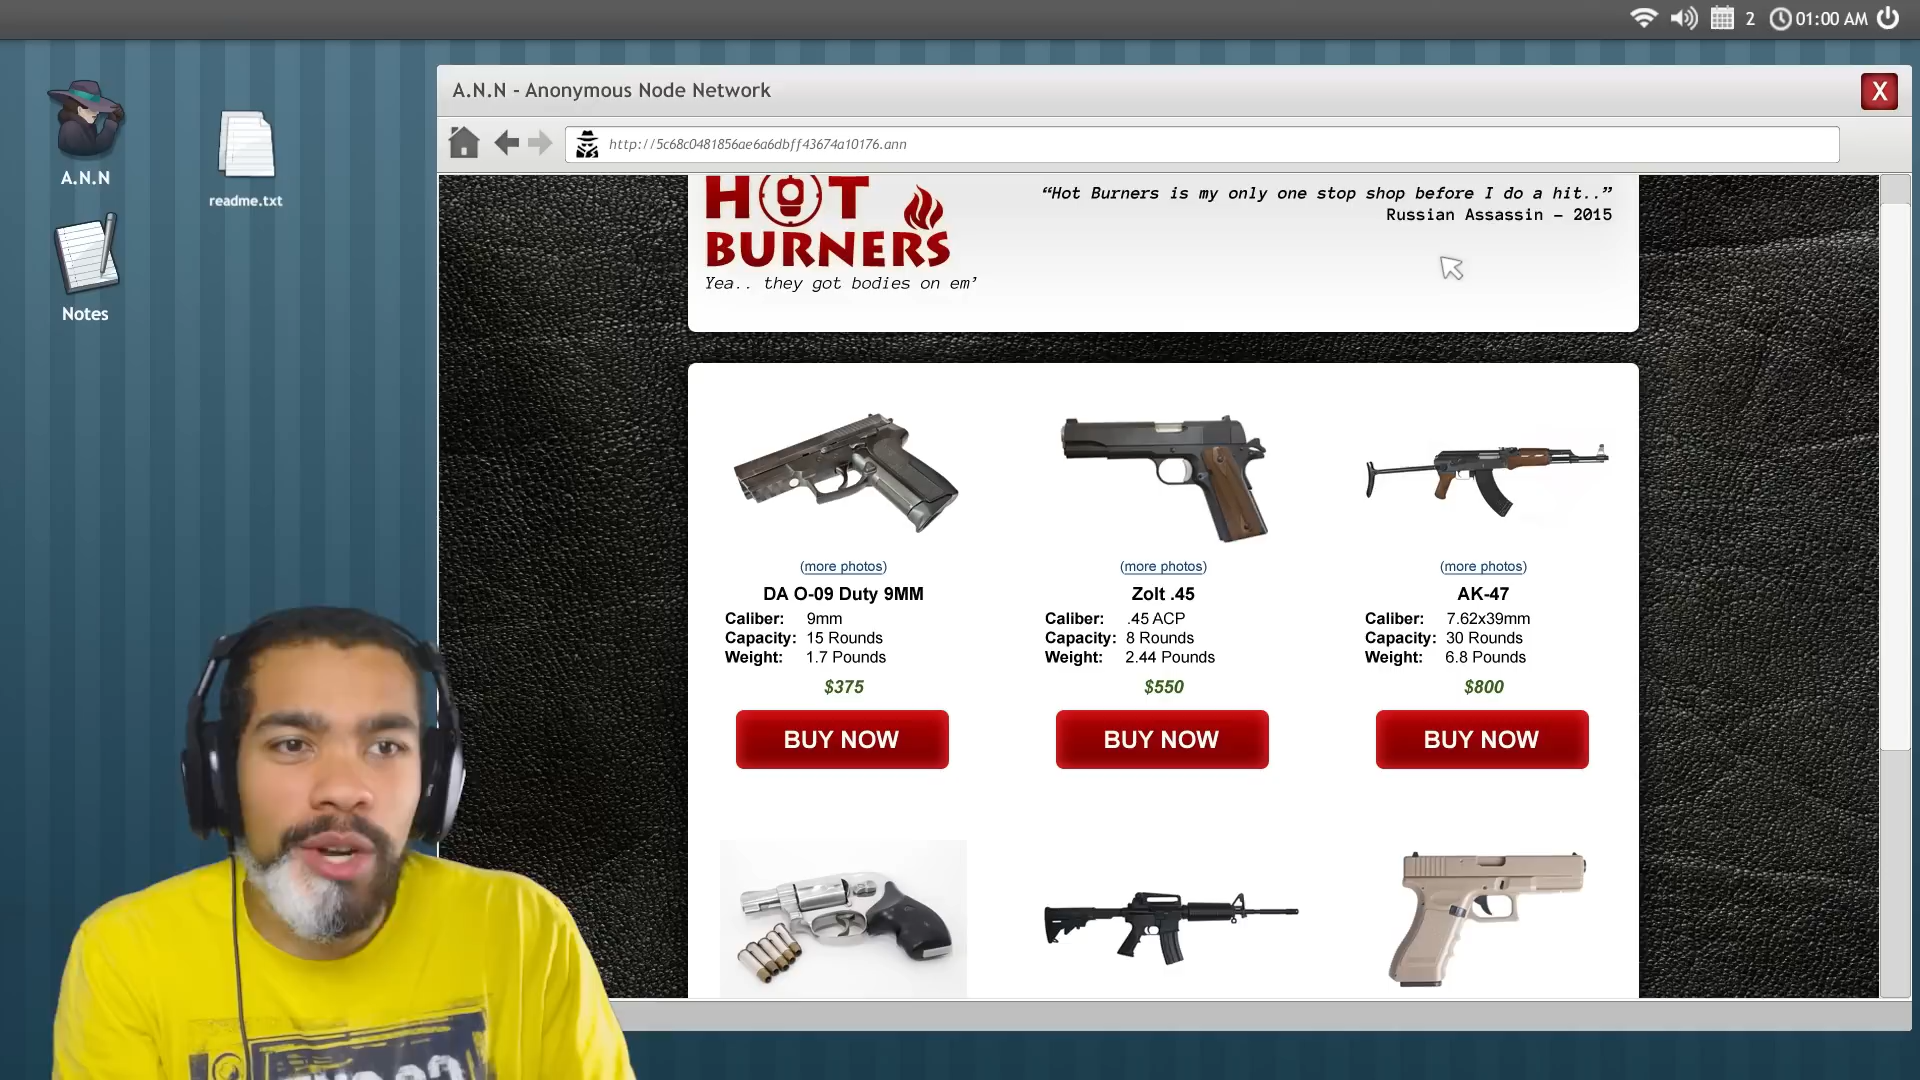 2
01:00 AM
A.N.N - Anonymous Node Network
X
http://5c68c0481856ae6a6dbff43674a10176.ann
A.N.N
readme.txt
Notes
HOT
BURNERS
Yea.. they got bodies on em'
“Hot Burners is my only one stop shop before I do a hit..”
Russian Assassin - 2015
(more photos)
DA O-09 Duty 9MM
Caliber: 9mm
Capacity: 15 Rounds
Weight: 1.7 Pounds
$375
BUY NOW
(more photos)
Zolt .45
Caliber: .45 ACP
Capacity: 8 Rounds
Weight: 2.44 Pounds
$550
BUY NOW
(more photos)
AK-47
Caliber: 7.62x39mm
Capacity: 30 Rounds
Weight: 6.8 Pounds
$800
BUY NOW